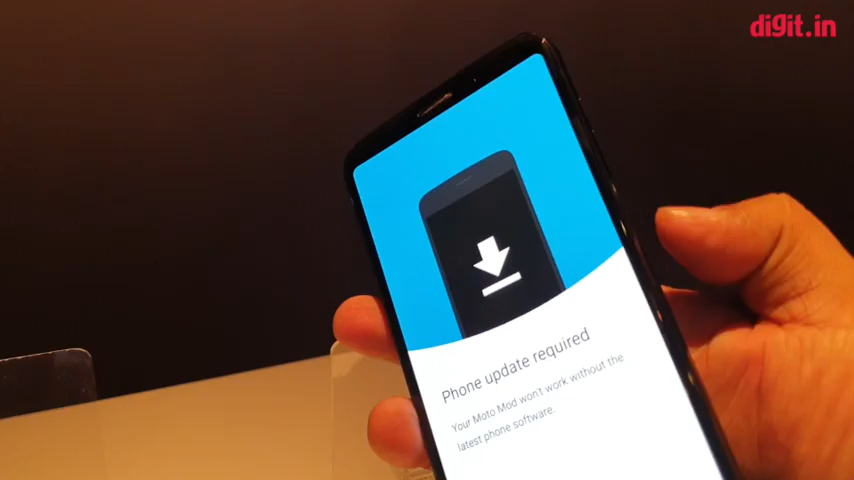 digit.in
Phone update required
Your Moto Mod won't work without the
latest phone software.